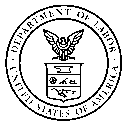 DEPARTMENT OF LABOR
UNITED STATES OF AMERICA